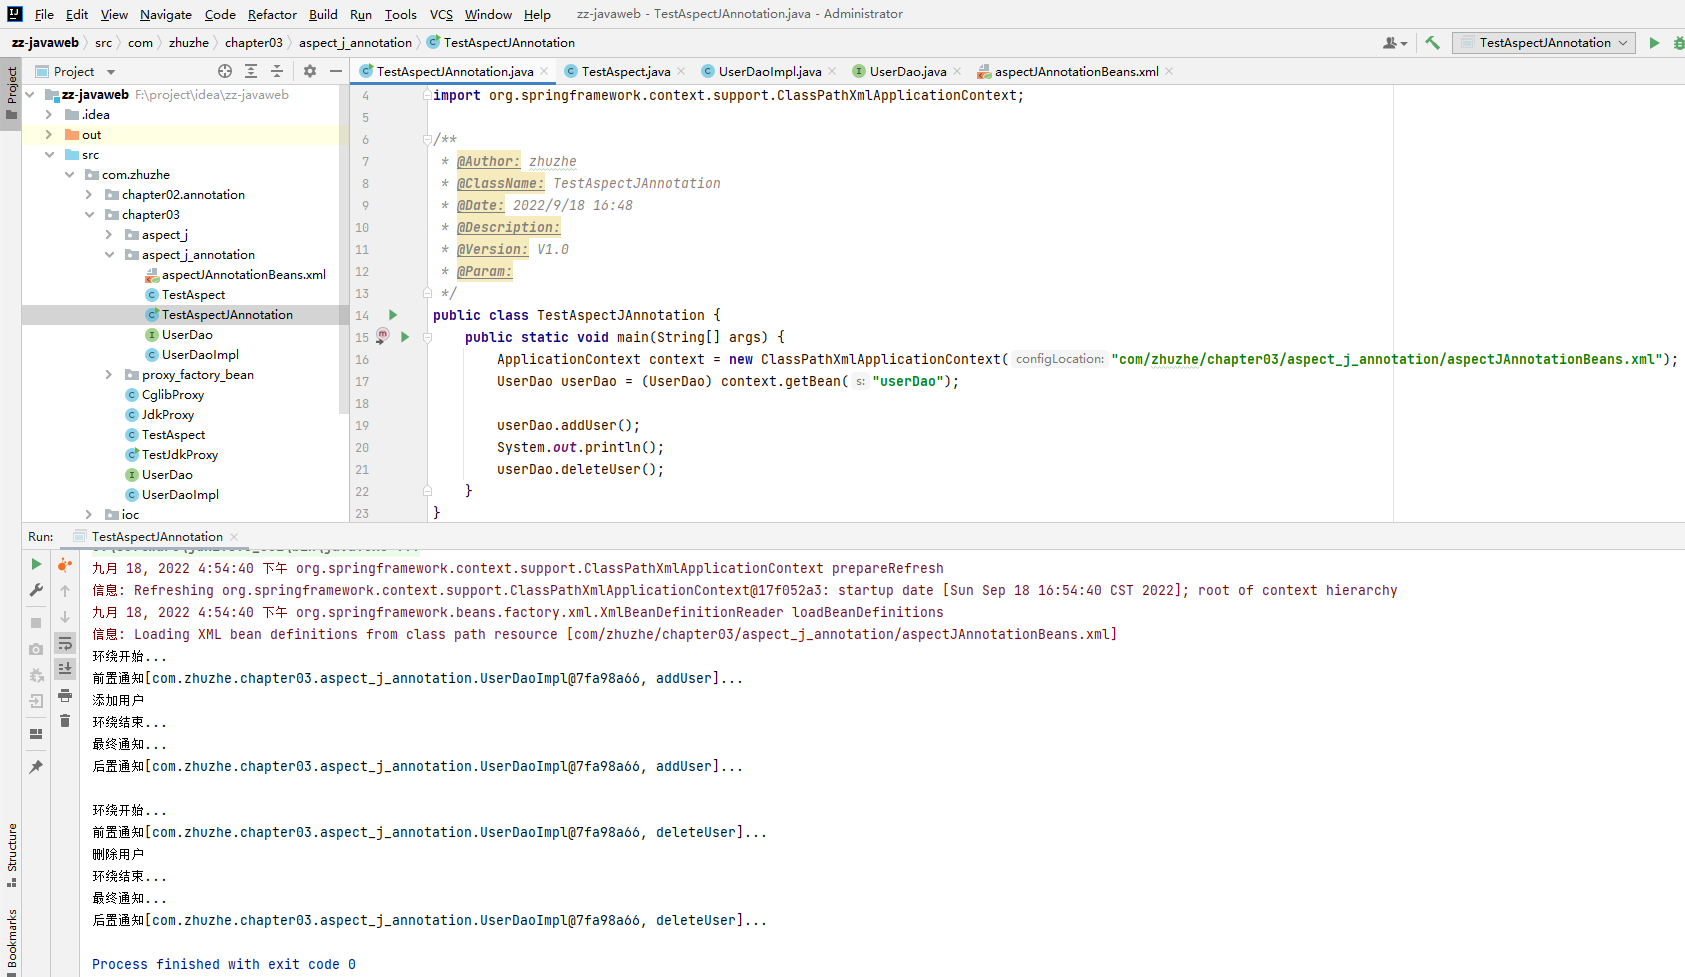 File Edit View Navigate Code Refactor Build Run Tools VCS Window Help zz-javaweb - TestAspectJAnnotation.java - Administrator
zz-javaweb src com zhuzhe chapter03 aspect_j_annotation TestAspectJAnnotation TestAspectJAnnotation
Project
Project
zz-javaweb F:\project\idea\zz-javaweb
.idea
out
src
com.zhuzhe
chapter02.annotation
chapter03
aspect_j
aspect_j_annotation
aspectJAnnotationBeans.xml
TestAspect
TestAspectJAnnotation
UserDao
UserDaoImpl
proxy_factory_bean
CglibProxy
JdkProxy
TestAspect
TestJdkProxy
UserDao
UserDaoImpl
ioc
TestAspectJAnnotation.java TestAspect.java UserDaoImpl.java UserDao.java aspectJAnnotationBeans.xml
4 import org.springframework.context.support.ClassPathXmlApplicationContext;
5
6 /**
7 * @Author: zhuzhe
8 * @ClassName: TestAspectJAnnotation
9 * @Date: 2022/9/18 16:48
10 * @Description:
11 * @Version: V1.0
12 * @Param:
13 */
14 public class TestAspectJAnnotation {
15 public static void main(String[] args) {
16 ApplicationContext context = new ClassPathXmlApplicationContext( configLocation: "com/zhuzhe/chapter03/aspect_j_annotation/aspectJAnnotationBeans.xml");
17 UserDao userDao = (UserDao) context.getBean( s: "userDao");
18
19 userDao.addUser();
20 System.out.println();
21 userDao.deleteUser();
22 }
23 }
Run: TestAspectJAnnotation
九月 18, 2022 4:54:40 下午 org.springframework.context.support.ClassPathXmlApplicationContext prepareRefresh
信息: Refreshing org.springframework.context.support.ClassPathXmlApplicationContext@17f052a3: startup date [Sun Sep 18 16:54:40 CST 2022]; root of context hierarchy
九月 18, 2022 4:54:40 下午 org.springframework.beans.factory.xml.XmlBeanDefinitionReader loadBeanDefinitions
信息: Loading XML bean definitions from class path resource [com/zhuzhe/chapter03/aspect_j_annotation/aspectJAnnotationBeans.xml]
环绕开始...
前置通知[com.zhuzhe.chapter03.aspect_j_annotation.UserDaoImpl@7fa98a66, addUser]...
添加用户
环绕结束...
最终通知...
后置通知[com.zhuzhe.chapter03.aspect_j_annotation.UserDaoImpl@7fa98a66, addUser]...
环绕开始...
前置通知[com.zhuzhe.chapter03.aspect_j_annotation.UserDaoImpl@7fa98a66, deleteUser]...
删除用户
环绕结束...
最终通知...
后置通知[com.zhuzhe.chapter03.aspect_j_annotation.UserDaoImpl@7fa98a66, deleteUser]...
Process finished with exit code 0
Structure
Bookmarks